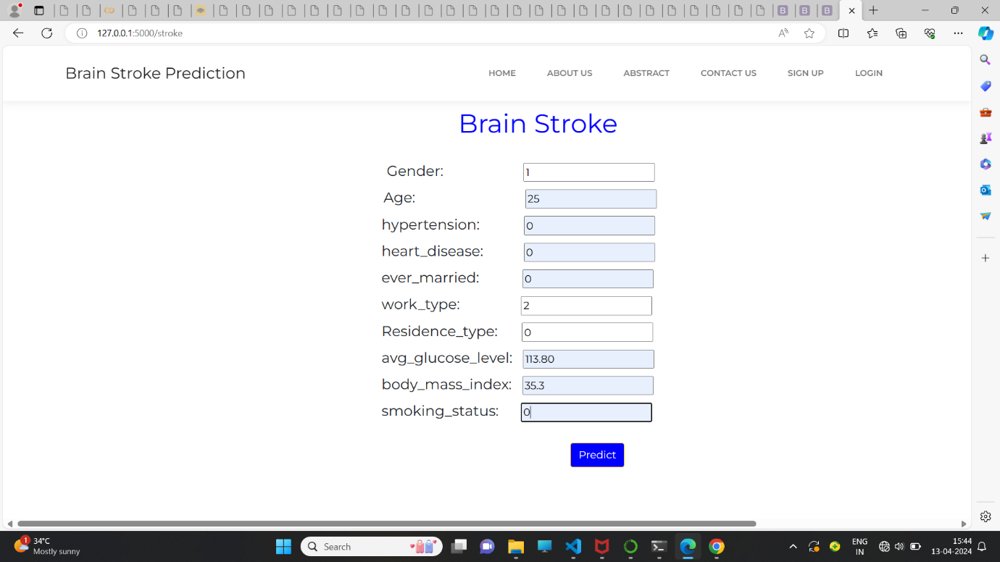 127.0.0.1:5000/stroke
Brain Stroke Prediction
HOME ABOUT US ABSTRACT CONTACT US SIGN UP LOGIN
Brain Stroke
Gender: 1
Age: 25
hypertension: 0
heart_disease: 0
ever_married: 0
work_type: 2
Residence_type: 0
avg_glucose_level: 113.80
body_mass_index: 35.3
smoking_status: 0
Predict
1
34°C
Mostly sunny
Search
ENG
IN
15:44
13-04-2024